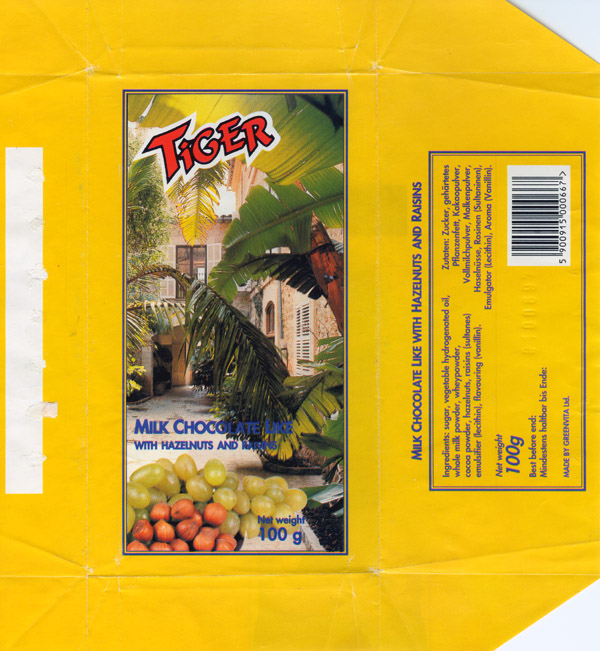 TiGER
MILK CHOCOLATE LIKE
WITH HAZELNUTS AND RAISINS
Net weight
100 g
MILK CHOCOLATE LIKE WITH HAZELNUTS AND RAISINS
Ingredients: sugar, vegetable hydrogenated oil,
whole milk powder, wheypowder,
cocoa powder, hazelnuts, raisins (sultanes)
emulsifier (lecithin), flavouring (vanillin).
Zutaten: Zucker, gehärtetes
Pflanzenfett, Kakaopulver,
Vollmilchpulver, Molkenpulver,
Haselnüsse, Rosinen (Sultaninen),
Emulgator (Lecithin), Aroma (Vanillin).
Net weight
100g
Best before end:
Mindestens haltbar bis Ende:
MADE BY GREENVITA Ltd.
5 900915 000667>